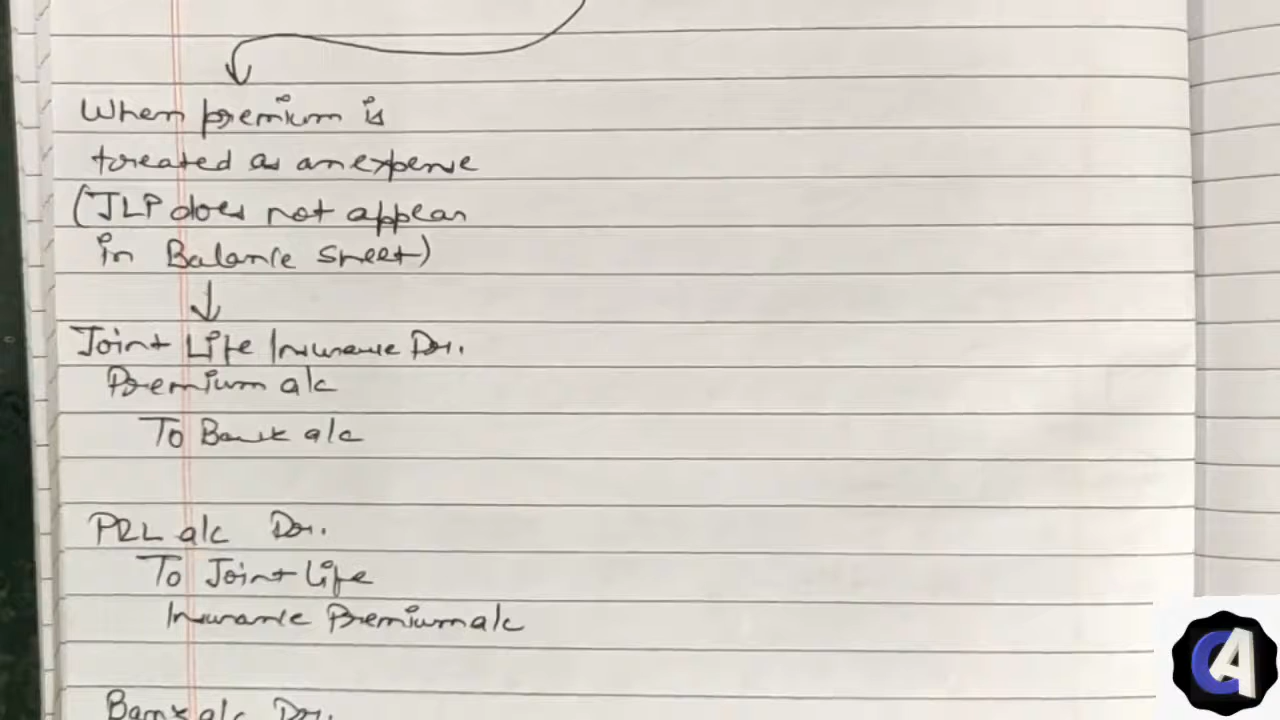 When premium is
treated as an expense
(JLP does not appear
in Balance Sheet)
Joint Life Insurance Dr.
Premium a/c
To Bank a/c
P&L a/c Dr.
To Joint Life
Insurance Premium a/c
Bank a/c Dr.
CA